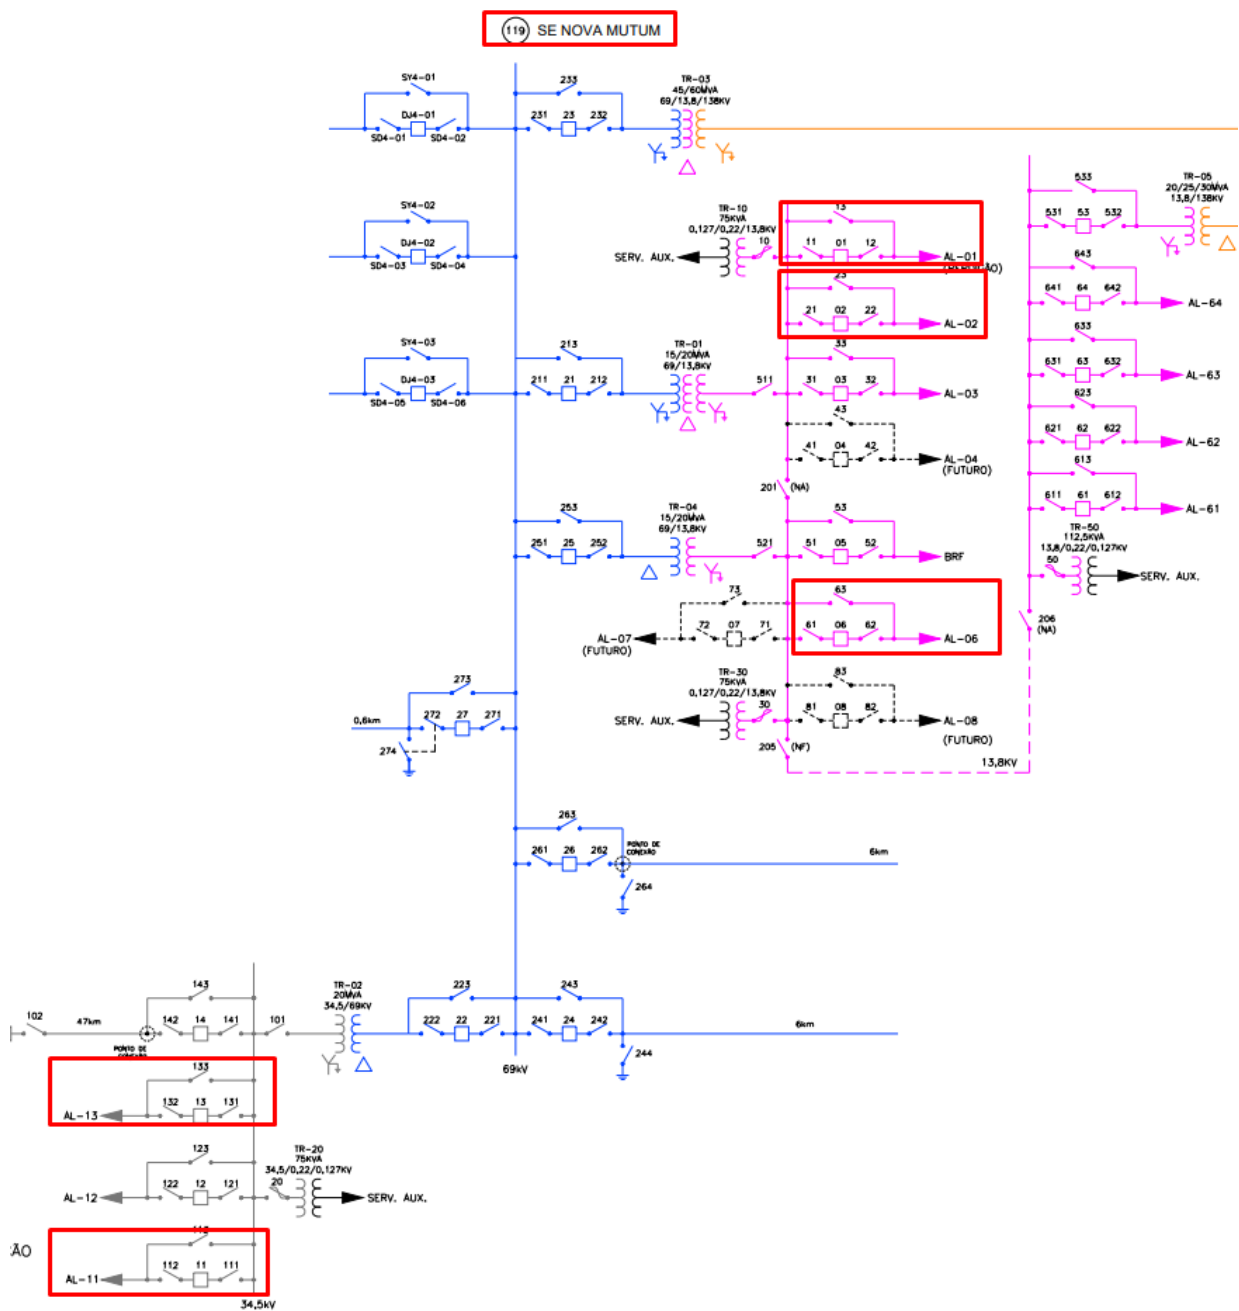 119 SE NOVA MUTUM
SY4-01
DJ4-01
SD4-01 SD4-02
233
231 23 232
TR-03
45/60MVA
69/13,8/138KV
SY4-02
DJ4-02
SD4-03 SD4-04
TR-10
75KVA
0,127/0,22/13,8KV
10
SERV. AUX.
13
11 01 12
AL-01
23
21 02 22
AL-02
533
531 53 532
TR-05
20/25/30MVA
13,8/138KV
643
641 64 642
AL-64
SY4-03
DJ4-03
SD4-05 SD4-06
213
211 21 212
TR-01
15/20MVA
69/13,8KV
511
33
31 03 32
AL-03
633
631 63 632
AL-63
43
41 04 42
AL-04
(FUTURO)
623
621 62 622
AL-62
201 (NA)
613
611 61 612
AL-61
253
251 25 252
TR-04
15/20MVA
69/13,8KV
521
53
51 05 52
BRF
TR-50
112,5KVA
13,8/0,22/0,127KV
50
SERV. AUX.
73
72 07 71
AL-07
(FUTURO)
63
61 06 62
AL-06
206
(NA)
TR-30
75KVA
0,127/0,22/13,8KV
30
SERV. AUX.
83
81 08 82
AL-08
(FUTURO)
205 (NF)
13,8KV
273
0,6km
272 27 271
274
263
261 26 262
PONTO DE
CONEXÃO
6km
264
143
102
47km
142 14 141
101
PONTO DE
CONEXÃO
TR-02
20MVA
34,5/69KV
223
222 22 221
243
241 24 242
6km
244
69kV
133
132 13 131
AL-13
123
122 12 121
AL-12
TR-20
75KVA
34,5/0,22/0,127KV
20
SERV. AUX.
112 11 111
AL-11
ÃO
34,5kV